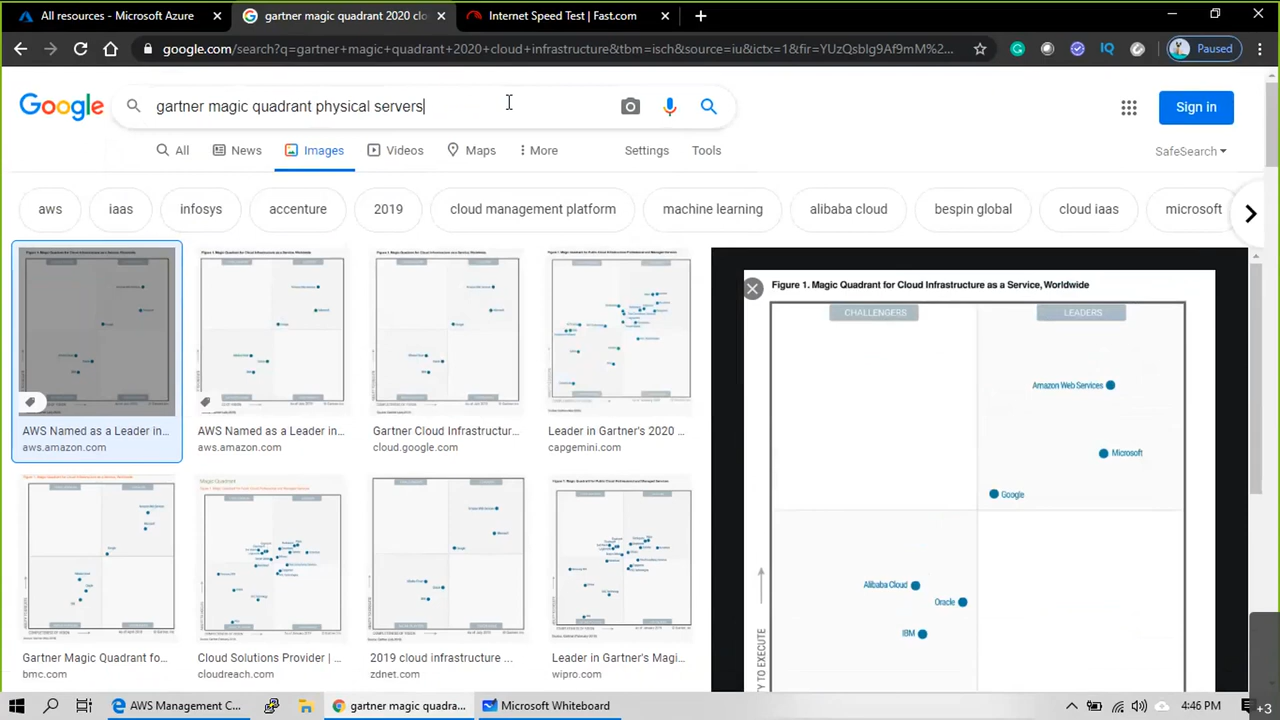 All resources - Microsoft Azure
gartner magic quadrant 2020 clo
Internet Speed Test | Fast.com
google.com/search?q=gartner+magic+quadrant+2020+cloud+infrastructure&tbm=isch&source=iu&ictx=1&fir=YUzQsblg9Af9mM%2...
IQ
Paused
Google
gartner magic quadrant physical servers
Sign in
All
News
Images
Videos
Maps
More
Settings
Tools
SafeSearch
aws
iaas
infosys
accenture
2019
cloud management platform
machine learning
alibaba cloud
bespin global
cloud iaas
microsoft
AWS Named as a Leader in...
aws.amazon.com
AWS Named as a Leader in...
aws.amazon.com
Gartner Cloud Infrastructur...
cloud.google.com
Leader in Gartner's 2020 ...
capgemini.com
Magic Quadrant
Gartner Magic Quadrant fo...
bmc.com
Cloud Solutions Provider | ...
cloudreach.com
2019 cloud infrastructure ...
zdnet.com
Leader in Gartner's Magi...
wipro.com
Figure 1. Magic Quadrant for Cloud Infrastructure as a Service, Worldwide
CHALLENGERS
LEADERS
Amazon Web Services
Microsoft
Google
Alibaba Cloud
Oracle
IBM
TY TO EXECUTE
AWS Management C...
gartner magic quadra...
Microsoft Whiteboard
4:46 PM
+3